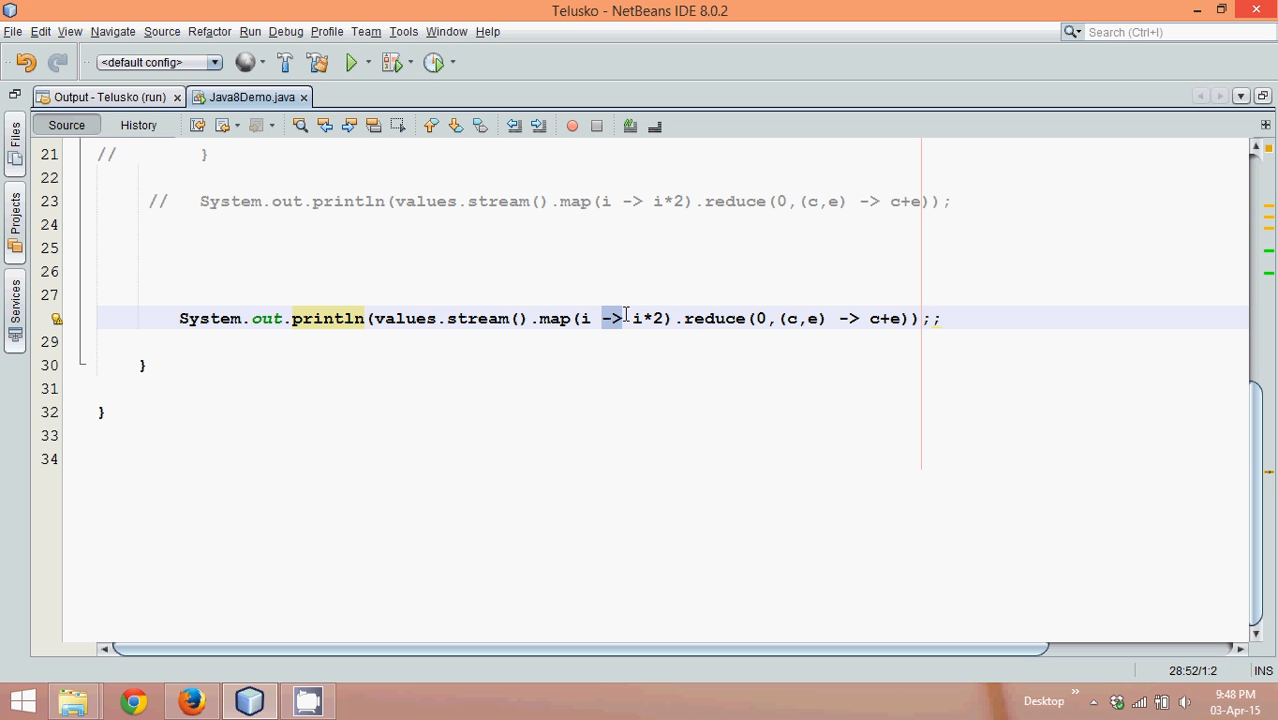 Telusko - NetBeans IDE 8.0.2
File Edit View Navigate Source Refactor Run Debug Profile Team Tools Window Help
Search (Ctrl+I)
<default config>
Output - Telusko (run) Java8Demo.java
Source History
Files
Projects
Services
21 // }
22
23 // System.out.println(values.stream().map(i -> i*2).reduce(0,(c,e) -> c+e));
24
25
26
27
System.out.println(values.stream().map(i -> i*2).reduce(0,(c,e) -> c+e));;
29
30 }
31
32 }
33
34
28:52/1:2 INS
Desktop
9:48 PM
03-Apr-15